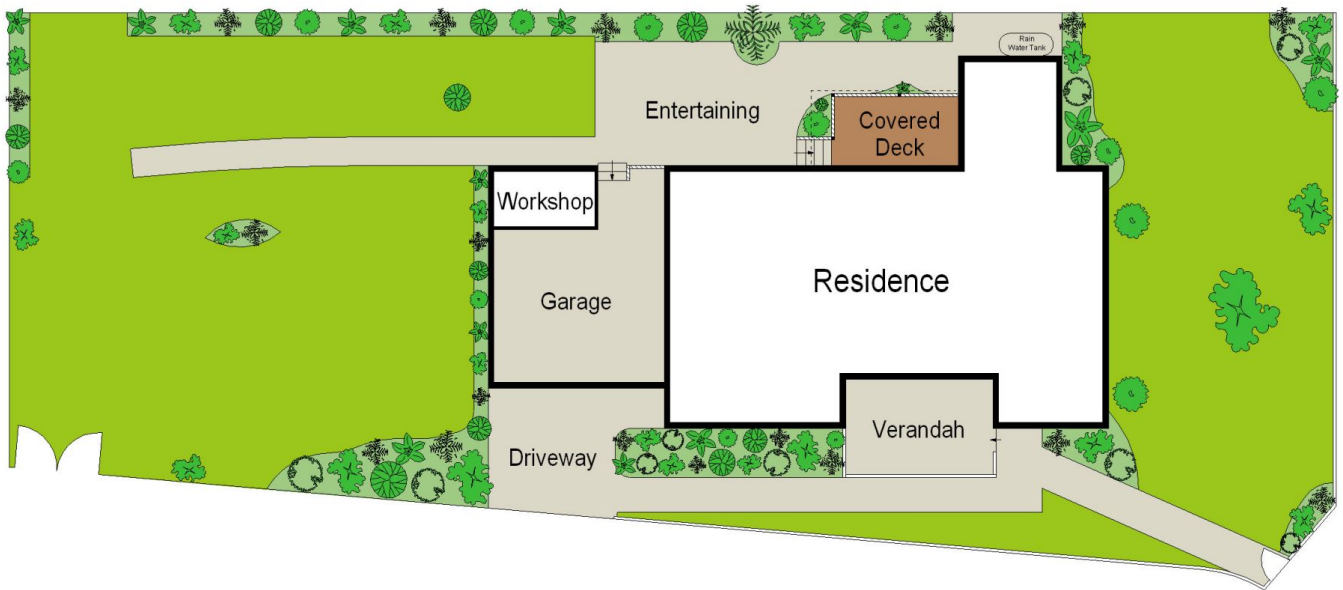 Rain
Water Tank
Entertaining
Covered
Deck
Workshop
Residence
Garage
Verandah
Driveway